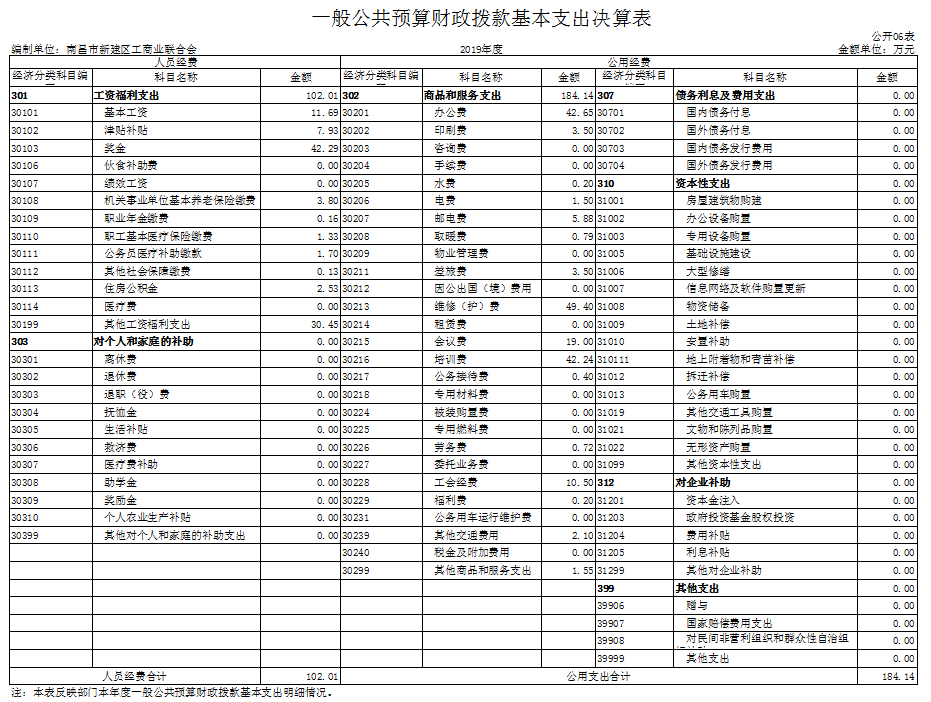 一般公共预算财政拨款基本支出决算表
公开06表
编制单位：南昌市新建区工商业联合会 2019年度 金额单位：万元
人员经费 公用经费
经济分类科目编 科目名称 金额 经济分类科目编 科目名称 金额 经济分类科目 科目名称 金额
301 工资福利支出 102.01 302 商品和服务支出 184.14 307 债务利息及费用支出 0.00
30101 基本工资 11.69 30201 办公费 42.65 30701 国内债务付息 0.00
30102 津贴补贴 7.93 30202 印刷费 3.50 30702 国外债务付息 0.00
30103 奖金 42.29 30203 咨询费 0.00 30703 国内债务发行费用 0.00
30106 伙食补助费 0.00 30204 手续费 0.00 30704 国外债务发行费用 0.00
30107 绩效工资 0.00 30205 水费 0.20 310 资本性支出 0.00
30108 机关事业单位基本养老保险缴费 3.80 30206 电费 1.50 31001 房屋建筑物购建 0.00
30109 职业年金缴费 0.16 30207 邮电费 5.88 31002 办公设备购置 0.00
30110 职工基本医疗保险缴费 1.33 30208 取暖费 0.79 31003 专用设备购置 0.00
30111 公务员医疗补助缴款 1.70 30209 物业管理费 0.00 31005 基础设施建设 0.00
30112 其他社会保障缴费 0.13 30211 差旅费 3.50 31006 大型修缮 0.00
30113 住房公积金 2.53 30212 因公出国（境）费用 0.00 31007 信息网络及软件购置更新 0.00
30114 医疗费 0.00 30213 维修（护）费 49.40 31008 物资储备 0.00
30199 其他工资福利支出 30.45 30214 租赁费 0.00 31009 土地补偿 0.00
303 对个人和家庭的补助 0.00 30215 会议费 19.00 31010 安置补助 0.00
30301 离休费 0.00 30216 培训费 42.24 310111 地上附着物和青苗补偿 0.00
30302 退休费 0.00 30217 公务接待费 0.40 31012 拆迁补偿 0.00
30303 退职（役）费 0.00 30218 专用材料费 0.00 31013 公务用车购置 0.00
30304 抚恤金 0.00 30224 被装购置费 0.00 31019 其他交通工具购置 0.00
30305 生活补贴 0.00 30225 专用燃料费 0.00 31021 文物和陈列品购置 0.00
30306 救济费 0.00 30226 劳务费 0.72 31022 无形资产购置 0.00
30307 医疗费补助 0.00 30227 委托业务费 0.00 31099 其他资本性支出 0.00
30308 助学金 0.00 30228 工会经费 10.50 312 对企业补助 0.00
30309 奖励金 0.00 30229 福利费 0.20 31201 资本金注入 0.00
30310 个人农业生产补贴 0.00 30231 公务用车运行维护费 0.00 31203 政府投资基金股权投资 0.00
30399 其他对个人和家庭的补助支出 0.00 30239 其他交通费用 2.10 31204 费用补贴 0.00
30240 税金及附加费用 0.00 31205 利息补贴 0.00
30299 其他商品和服务支出 1.55 31299 其他对企业补助 0.00
399 其他支出 0.00
39906 赠与 0.00
39907 国家赔偿费用支出 0.00
39908 对民间非营利组织和群众性自治组 0.00
39999 其他支出 0.00
人员经费合计 102.01 公用支出合计 184.14
注：本表反映部门本年度一般公共预算财政拨款基本支出明细情况。